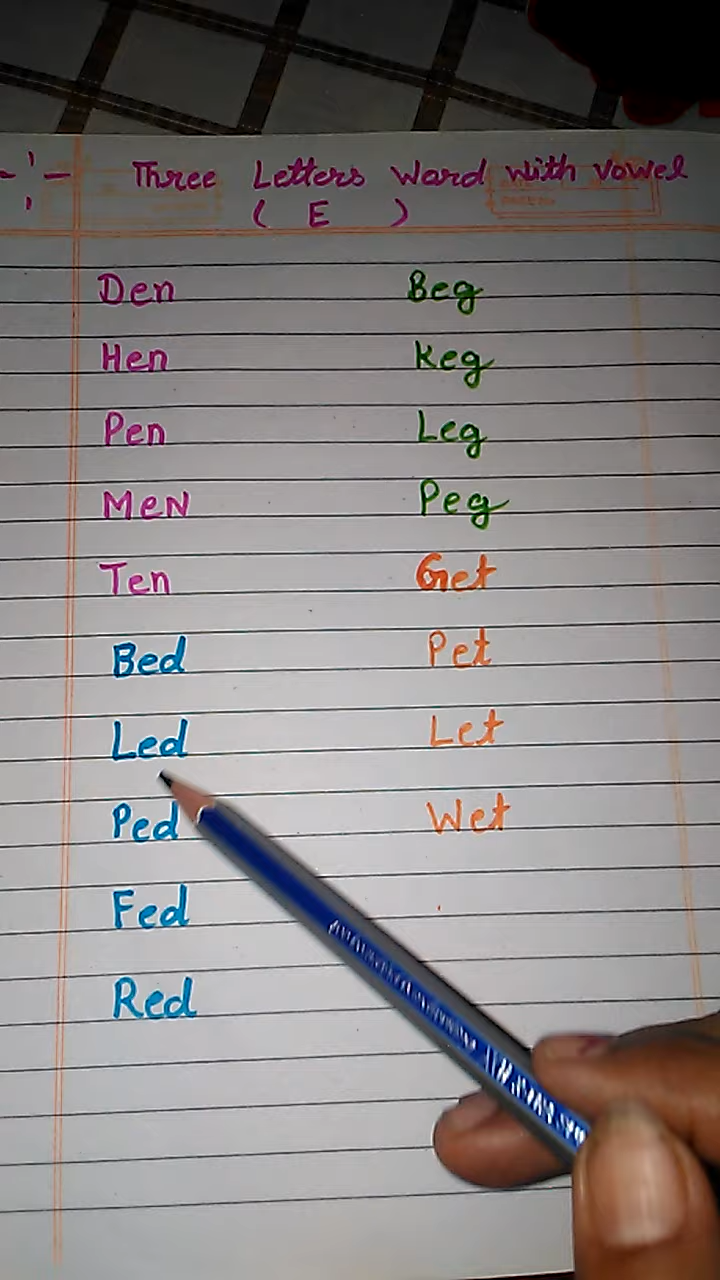 Three Letters Word with vowel
( E )
Den Beg
Hen Keg
Pen Leg
MeN Peg
Ten Get
Bed Pet
Led Let
Ped Wet
Fed
Red